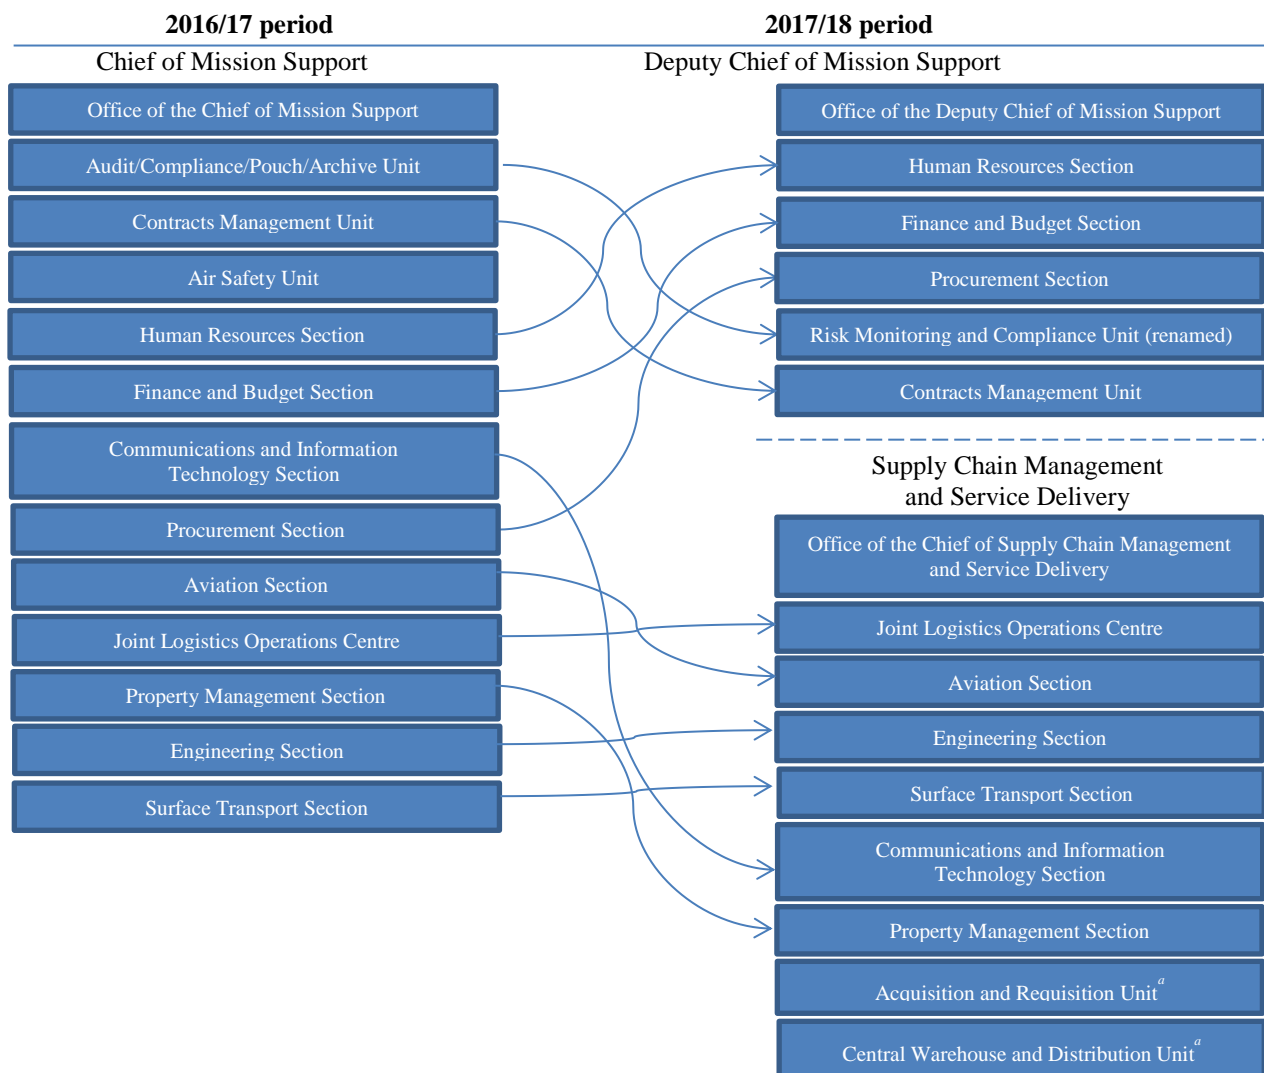 2016/17 period
2017/18 period
Chief of Mission Support
Deputy Chief of Mission Support
Office of the Chief of Mission Support
Audit/Compliance/Pouch/Archive Unit
Contracts Management Unit
Air Safety Unit
Human Resources Section
Finance and Budget Section
Communications and Information
Technology Section
Procurement Section
Aviation Section
Joint Logistics Operations Centre
Property Management Section
Engineering Section
Surface Transport Section
Office of the Deputy Chief of Mission Support
Human Resources Section
Finance and Budget Section
Procurement Section
Risk Monitoring and Compliance Unit (renamed)
Contracts Management Unit
Supply Chain Management
and Service Delivery
Office of the Chief of Supply Chain Management
and Service Delivery
Joint Logistics Operations Centre
Aviation Section
Engineering Section
Surface Transport Section
Communications and Information
Technology Section
Property Management Section
Acquisition and Requisition Unit a
Central Warehouse and Distribution Unit a